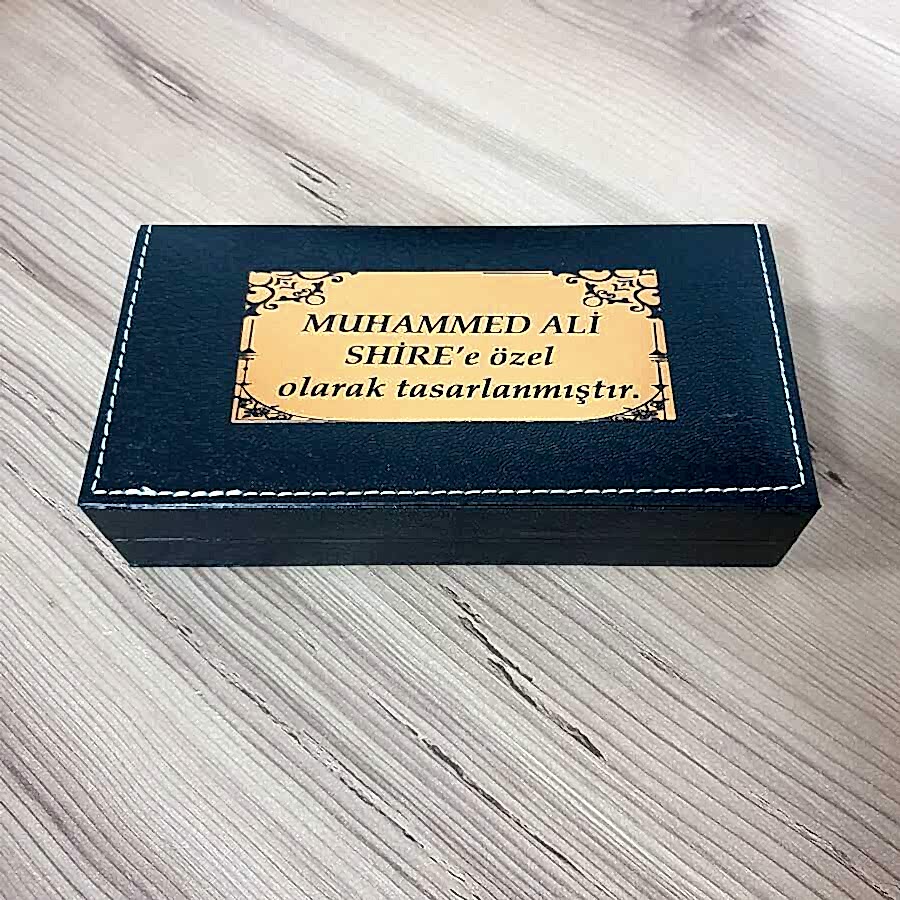 MUHAMMED ALİ
SHİRE’e özel
olarak tasarlanmıştır.